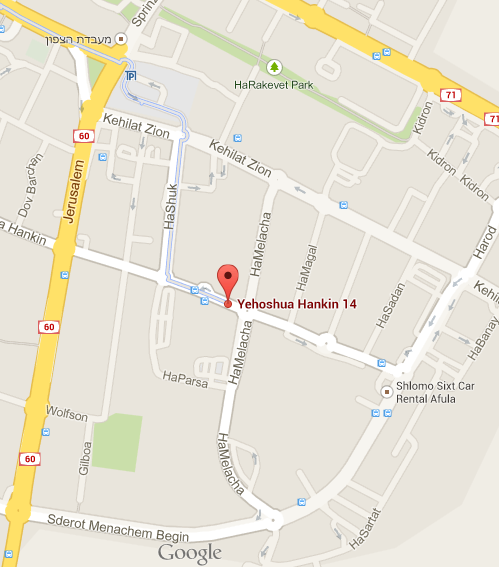 Sprinz
מעבדת הצפון
P
HaRakevet Park
71
71
60
Kehilat Zion
Kidron
Kehilat Zion
Kidron
Kidron
Dov Barchen
Jerusalem
HaShuk
HaMelacha
HaMagal
Harod
a Hankin
Kehil
Yehoshua Hankin 14
HaSadan
HaBanay
60
HaMelacha
HaParsa
Shlomo Sixt Car
Rental Afula
Wolfson
Gilboa
60
HaMelacha
Sderot Menachem Begin
HaSartat
Google